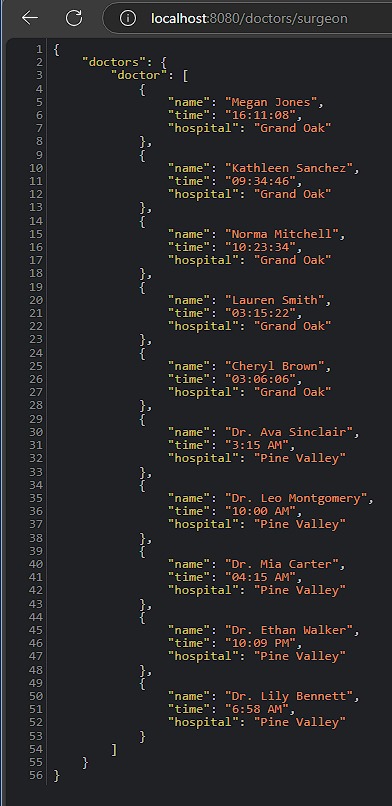 localhost:8080/doctors/surgeon
1 {
2     "doctors": {
3         "doctor": [
4             {
5                 "name": "Megan Jones",
6                 "time": "16:11:08",
7                 "hospital": "Grand Oak"
8             },
9             {
10                 "name": "Kathleen Sanchez",
11                 "time": "09:34:46",
12                 "hospital": "Grand Oak"
13             },
14             {
15                 "name": "Norma Mitchell",
16                 "time": "10:23:34",
17                 "hospital": "Grand Oak"
18             },
19             {
20                 "name": "Lauren Smith",
21                 "time": "03:15:22",
22                 "hospital": "Grand Oak"
23             },
24             {
25                 "name": "Cheryl Brown",
26                 "time": "03:06:06",
27                 "hospital": "Grand Oak"
28             },
29             {
30                 "name": "Dr. Ava Sinclair",
31                 "time": "3:15 AM",
32                 "hospital": "Pine Valley"
33             },
34             {
35                 "name": "Dr. Leo Montgomery",
36                 "time": "10:00 AM",
37                 "hospital": "Pine Valley"
38             },
39             {
40                 "name": "Dr. Mia Carter",
41                 "time": "04:15 AM",
42                 "hospital": "Pine Valley"
43             },
44             {
45                 "name": "Dr. Ethan Walker",
46                 "time": "10:09 PM",
47                 "hospital": "Pine Valley"
48             },
49             {
50                 "name": "Dr. Lily Bennett",
51                 "time": "6:58 AM",
52                 "hospital": "Pine Valley"
53             }
54         ]
55     }
56 }